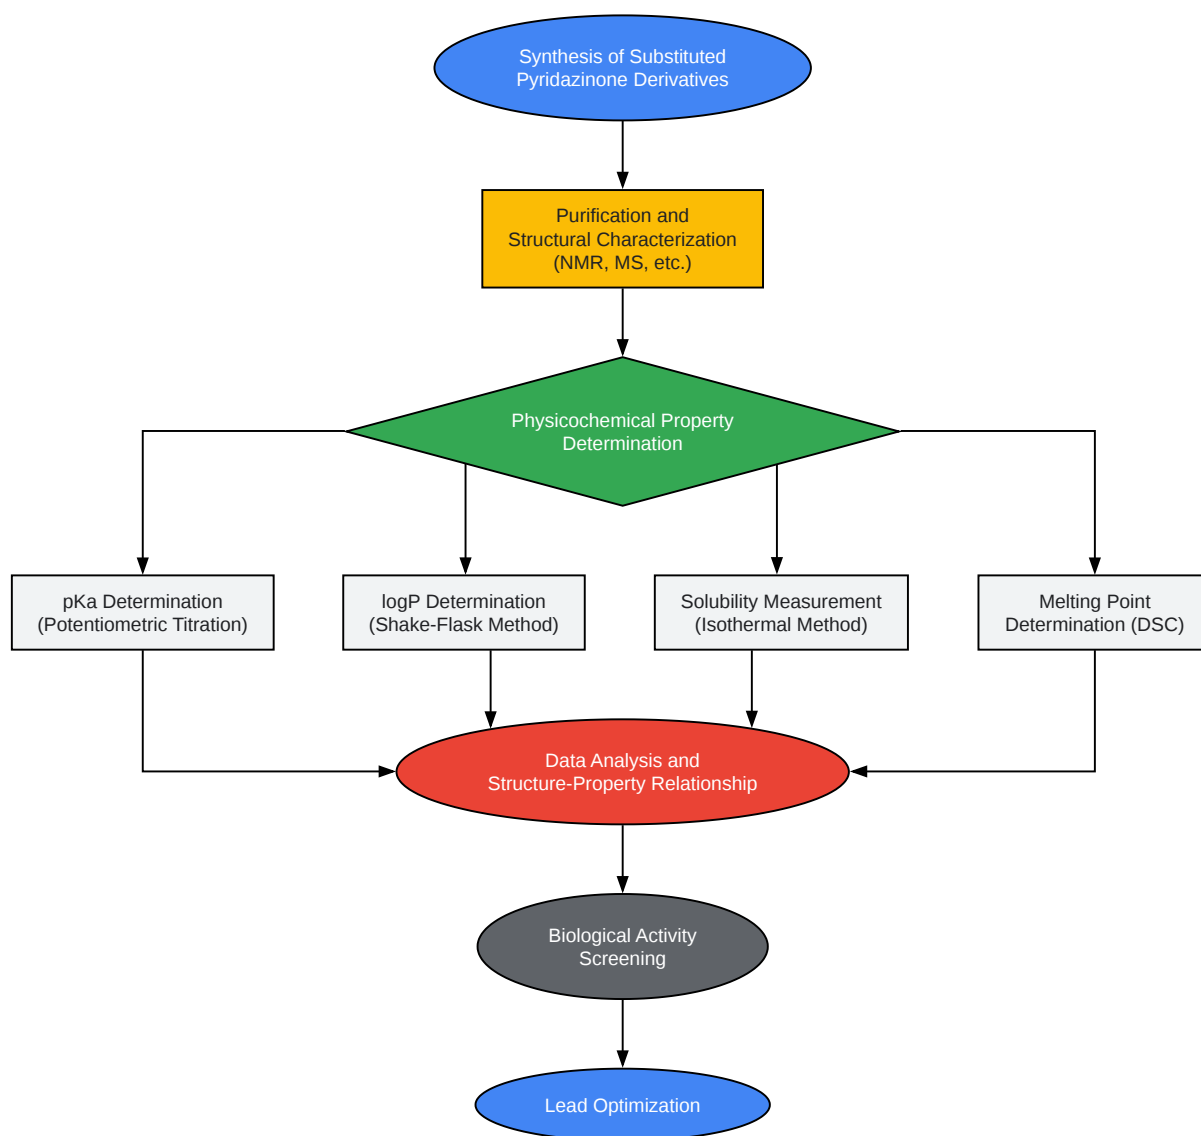 Synthesis of Substituted
Pyridazinone Derivatives
Purification and
Structural Characterization
(NMR, MS, etc.)
Physicochemical Property
Determination
pKa Determination
(Potentiometric Titration)
logP Determination
(Shake-Flask Method)
Solubility Measurement
(Isothermal Method)
Melting Point
Determination (DSC)
Data Analysis and
Structure-Property Relationship
Biological Activity
Screening
Lead Optimization